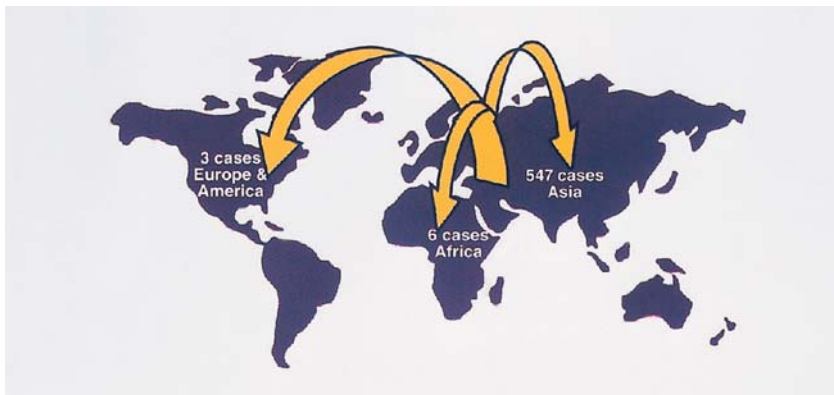 3 cases
Europe &
America
547 cases
Asia
6 cases
Africa